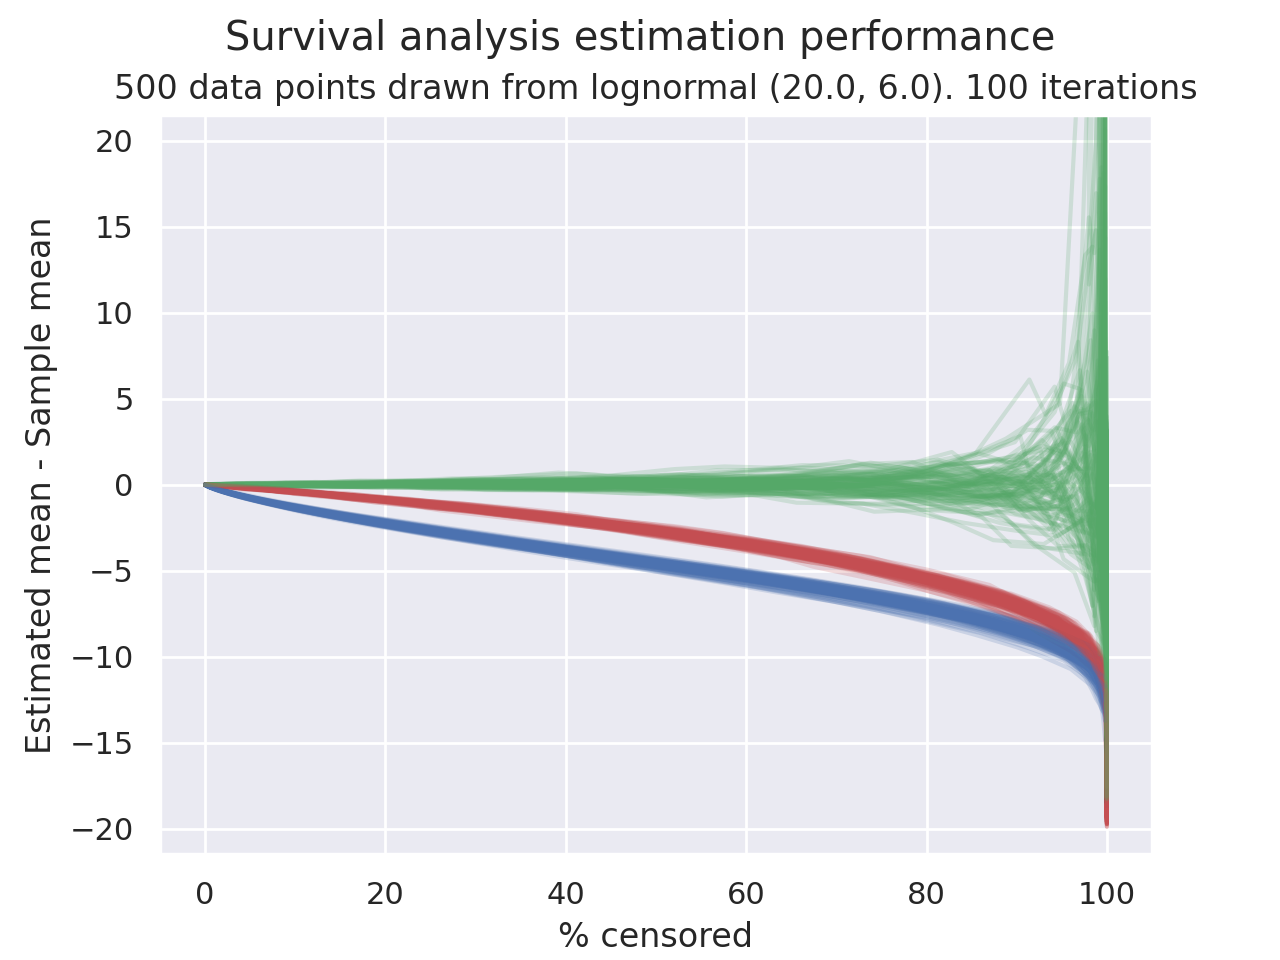 Survival analysis estimation performance
500 data points drawn from lognormal (20.0, 6.0). 100 iterations
Estimated mean - Sample mean
20
15
10
5
0
−5
−10
−15
−20
0 20 40 60 80 100
% censored